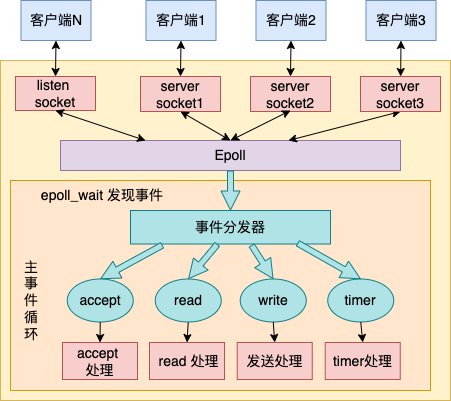 客户端N
客户端1
客户端2
客户端3
listen
socket
server
socket1
server
socket2
server
socket3
Epoll
epoll_wait 发现事件
事件分发器
主事件循环
accept
read
write
timer
accept
处理
read 处理
发送处理
timer处理